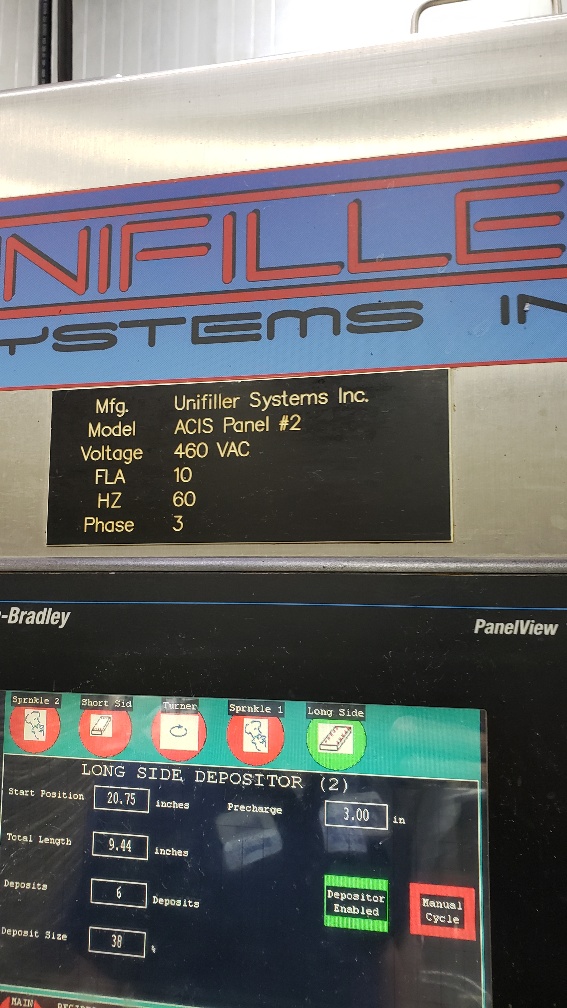 NIFILLE
YSTEMS IN
Mfg. Unifiller Systems Inc.
Model ACIS Panel #2
Voltage 460 VAC
FLA 10
HZ 60
Phase 3
-Bradley
PanelView
Sprnkle 2 Short Sid Turner Sprnkle 1 Long Side
LONG SIDE DEPOSITOR (2)
Start Position 20.75 inches Precharge 3.00 in
Total Length 9.44 inches
Deposits 6 Deposits
Depositor Enabled
Manual Cycle
Deposit Size 38 %
MAIN